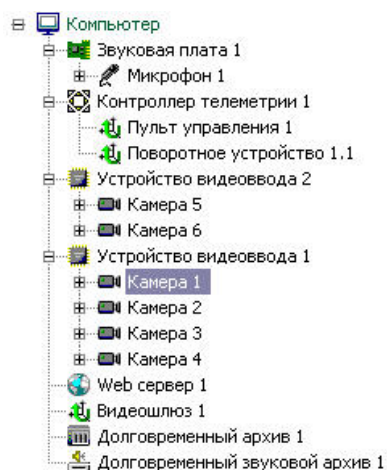 Компьютер
Звуковая плата 1
Микрофон 1
Контроллер телеметрии 1
Пульт управления 1
Поворотное устройство 1.1
Устройство видеоввода 2
Камера 5
Камера 6
Устройство видеоввода 1
Камера 1
Камера 2
Камера 3
Камера 4
Web сервер 1
Видеошлюз 1
Долговременный архив 1
Долговременный звуковой архив 1